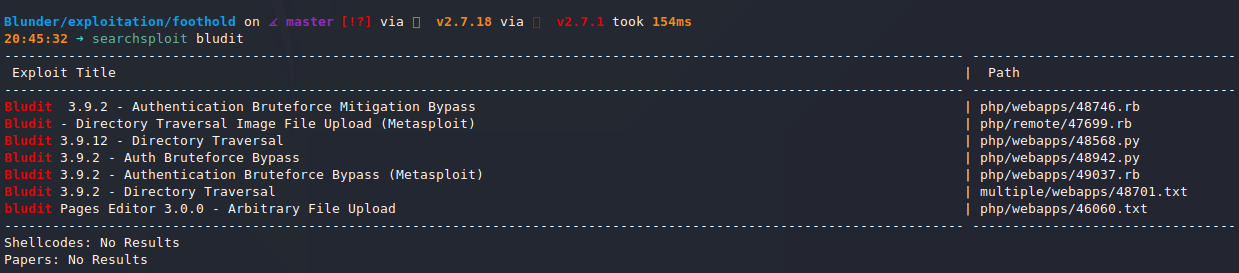 Blunder/exploitation/foothold on master [!?] via v2.7.18 via v2.7.1 took 154ms
20:45:32 → searchsploit bludit
---------------------------------------------------------------------------------------------------------------------- ---------------------------------
Exploit Title | Path
---------------------------------------------------------------------------------------------------------------------- ---------------------------------
Bludit  3.9.2 - Authentication Bruteforce Mitigation Bypass | php/webapps/48746.rb
Bludit - Directory Traversal Image File Upload (Metasploit) | php/remote/47699.rb
Bludit 3.9.12 - Directory Traversal | php/webapps/48568.py
Bludit 3.9.2 - Auth Bruteforce Bypass | php/webapps/48942.py
Bludit 3.9.2 - Authentication Bruteforce Bypass (Metasploit) | php/webapps/49037.rb
Bludit 3.9.2 - Directory Traversal | multiple/webapps/48701.txt
bludit Pages Editor 3.0.0 - Arbitrary File Upload | php/webapps/46060.txt
---------------------------------------------------------------------------------------------------------------------- ---------------------------------
Shellcodes: No Results
Papers: No Results